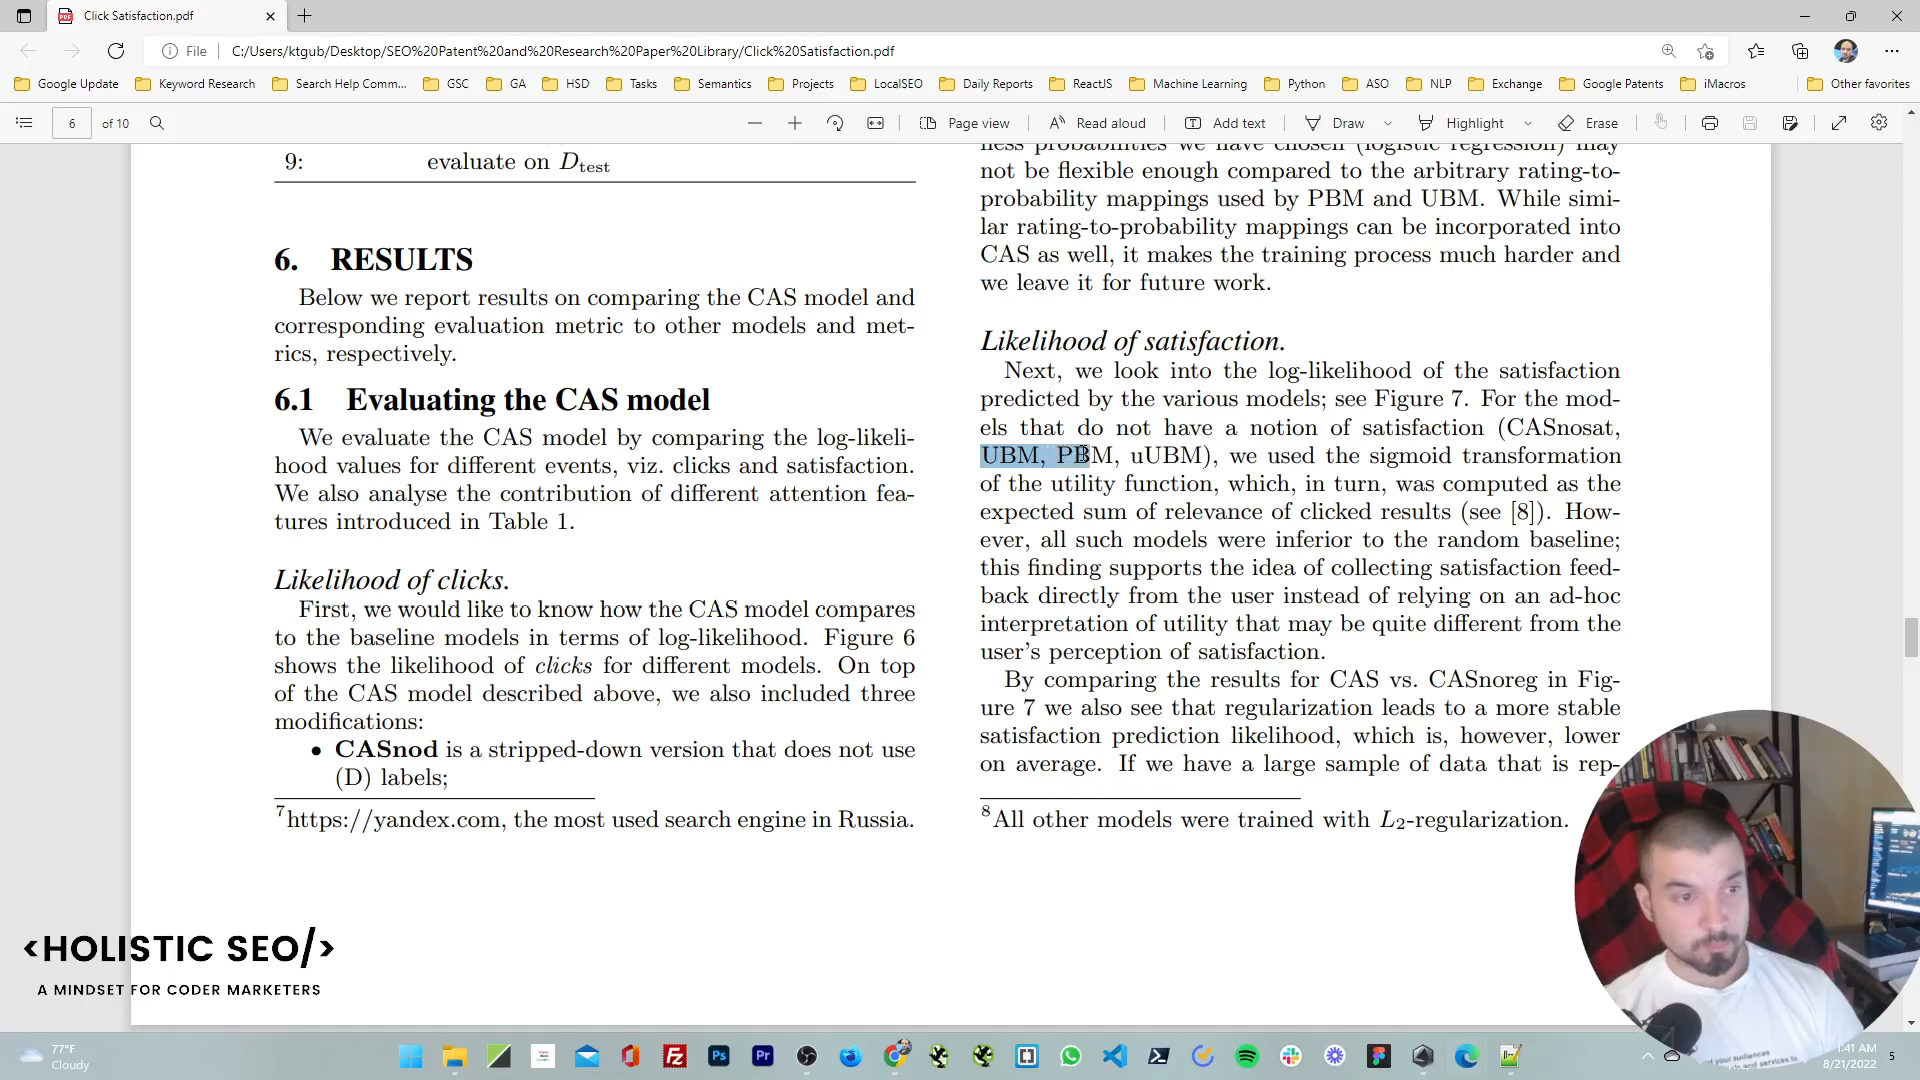 Click Satisfaction.pdf
File
C:/Users/ktgub/Desktop/SEO%20Patent%20and%20Research%20Paper%20Library/Click%20Satisfaction.pdf
Google Update
Keyword Research
Search Help Comm...
GSC
GA
HSD
Tasks
Semantics
Projects
LocalSEO
Daily Reports
ReactJS
Machine Learning
Python
ASO
NLP
Exchange
Google Patents
iMacros
Other favorites
6 of 10
Page view
Read aloud
Add text
Draw
Highlight
Erase
9: evaluate on Dtest
6. RESULTS
Below we report results on comparing the CAS model and
corresponding evaluation metric to other models and met-
rics, respectively.
6.1 Evaluating the CAS model
We evaluate the CAS model by comparing the log-likeli-
hood values for different events, viz. clicks and satisfaction.
We also analyse the contribution of different attention fea-
tures introduced in Table 1.
Likelihood of clicks.
First, we would like to know how the CAS model compares
to the baseline models in terms of log-likelihood. Figure 6
shows the likelihood of clicks for different models. On top
of the CAS model described above, we also included three
modifications:
• CASnod is a stripped-down version that does not use
(D) labels;
7https://yandex.com, the most used search engine in Russia.
ness probabilities we have chosen (logistic regression) may
not be flexible enough compared to the arbitrary rating-to-
probability mappings used by PBM and UBM. While simi-
lar rating-to-probability mappings can be incorporated into
CAS as well, it makes the training process much harder and
we leave it for future work.
Likelihood of satisfaction.
Next, we look into the log-likelihood of the satisfaction
predicted by the various models; see Figure 7. For the mod-
els that do not have a notion of satisfaction (CASnosat,
UBM, PBM, uUBM), we used the sigmoid transformation
of the utility function, which, in turn, was computed as the
expected sum of relevance of clicked results (see [8]). How-
ever, all such models were inferior to the random baseline;
this finding supports the idea of collecting satisfaction feed-
back directly from the user instead of relying on an ad-hoc
interpretation of utility that may be quite different from the
user's perception of satisfaction.
By comparing the results for CAS vs. CASnoreg in Fig-
ure 7 we also see that regularization leads to a more stable
satisfaction prediction likelihood, which is, however, lower
on average. If we have a large sample of data that is rep-
8All other models were trained with L2-regularization.
<HOLISTIC SEO/>
A MINDSET FOR CODER MARKETERS
77°F
Cloudy
Ps
Pr
:41 AM
8/21/2022
5